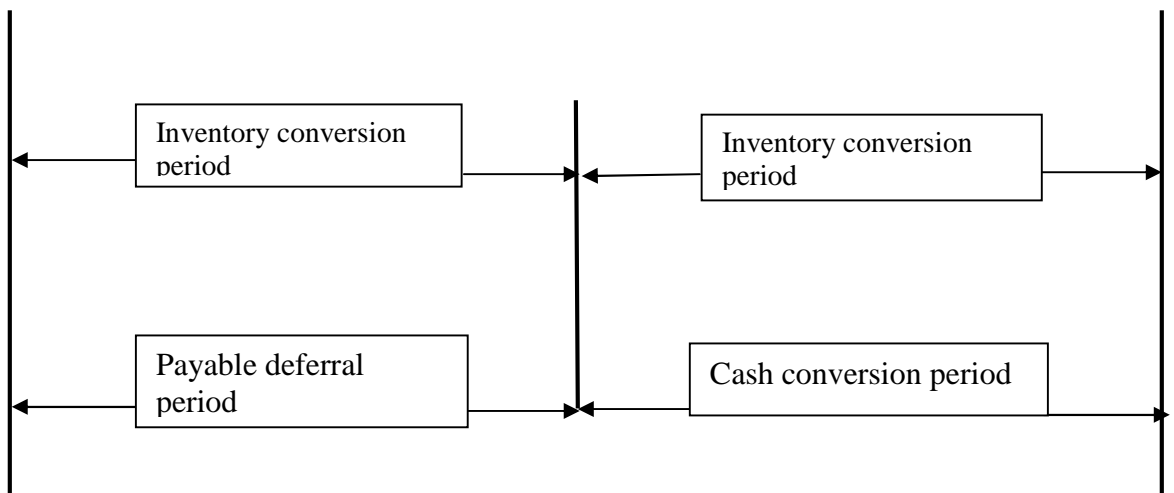 Inventory conversion
period
Inventory conversion
period
Payable deferral
period
Cash conversion period